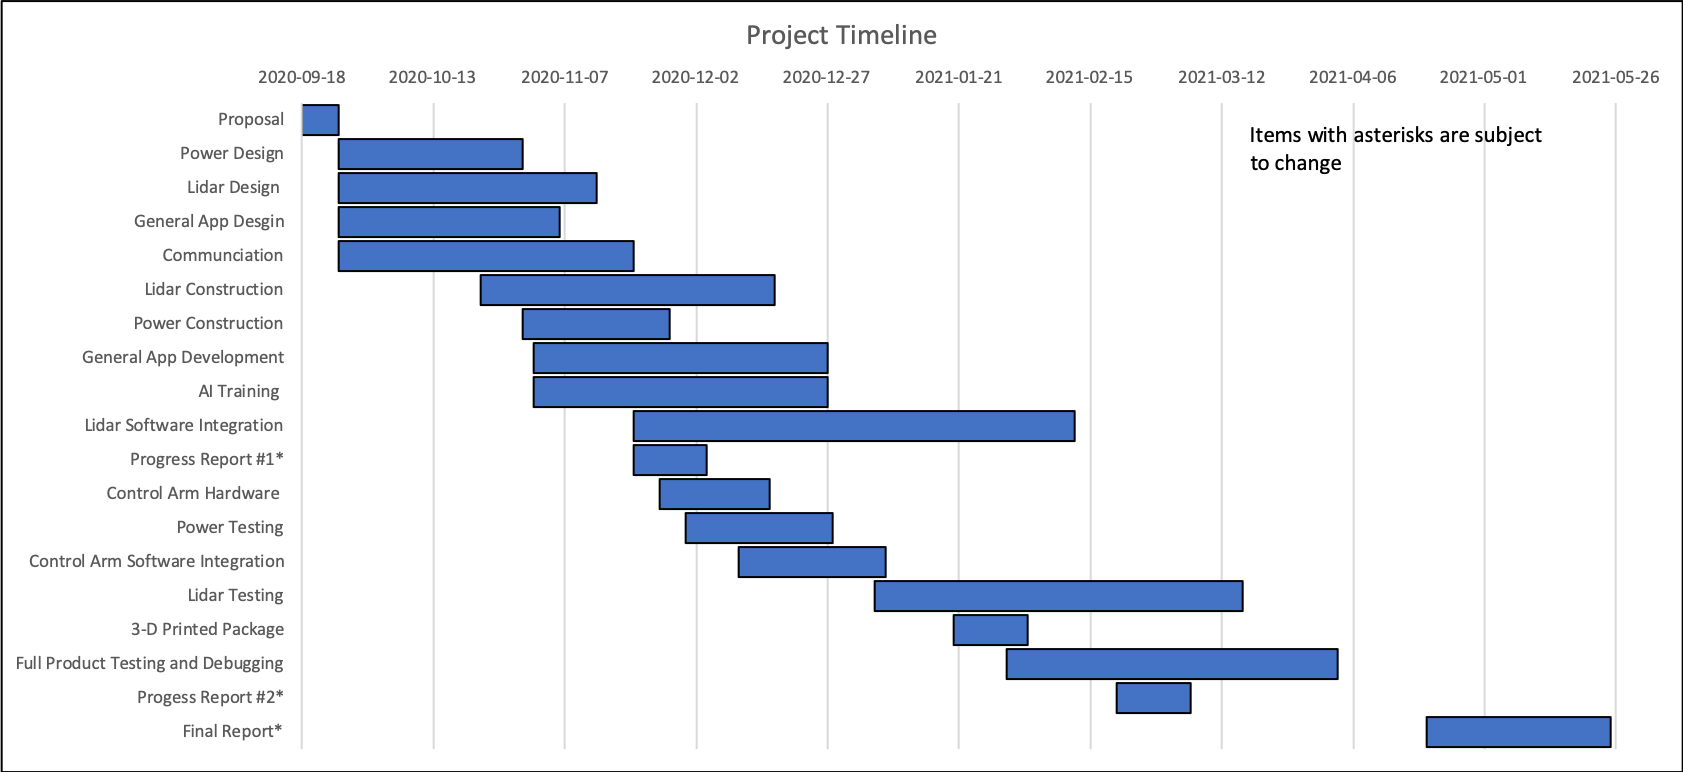 Project Timeline
2020-09-18 2020-10-13 2020-11-07 2020-12-02 2020-12-27 2021-01-21 2021-02-15 2021-03-12 2021-04-06 2021-05-01 2021-05-26
Items with asterisks are subject
to change
Proposal
Power Design
Lidar Design
General App Desgin
Communciation
Lidar Construction
Power Construction
General App Development
AI Training
Lidar Software Integration
Progress Report #1*
Control Arm Hardware
Power Testing
Control Arm Software Integration
Lidar Testing
3-D Printed Package
Full Product Testing and Debugging
Progess Report #2*
Final Report*